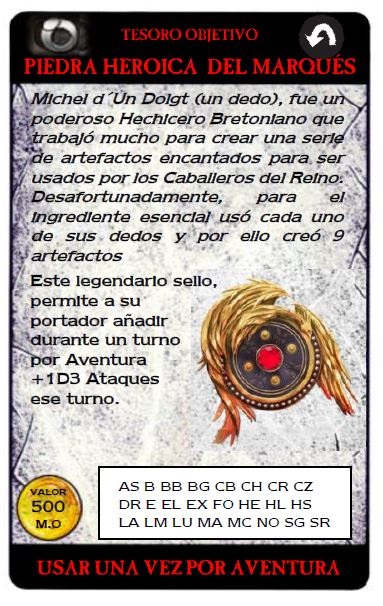 TESORO OBJETIVO
PIEDRA HEROICA DEL MARQUÉS
Michel d´Un Doigt (un dedo), fue un
poderoso Hechicero Bretoniano que
trabajó mucho para crear una serie
de artefactos encantados para ser
usados por los Caballeros del Reino.
Desafortunadamente, para el
ingrediente esencial usó cada uno
de sus dedos y por ello creó 9
artefactos
Este legendario sello,
permite a su
portador añadir
durante un turno
por Aventura
+1D3 Ataques
ese turno.
VALOR
500
M.O
AS B BB BG CB CH CR CZ
DR E EL EX FO HE HL HS
LA LM LU MA MC NO SG SR
USAR UNA VEZ POR AVENTURA